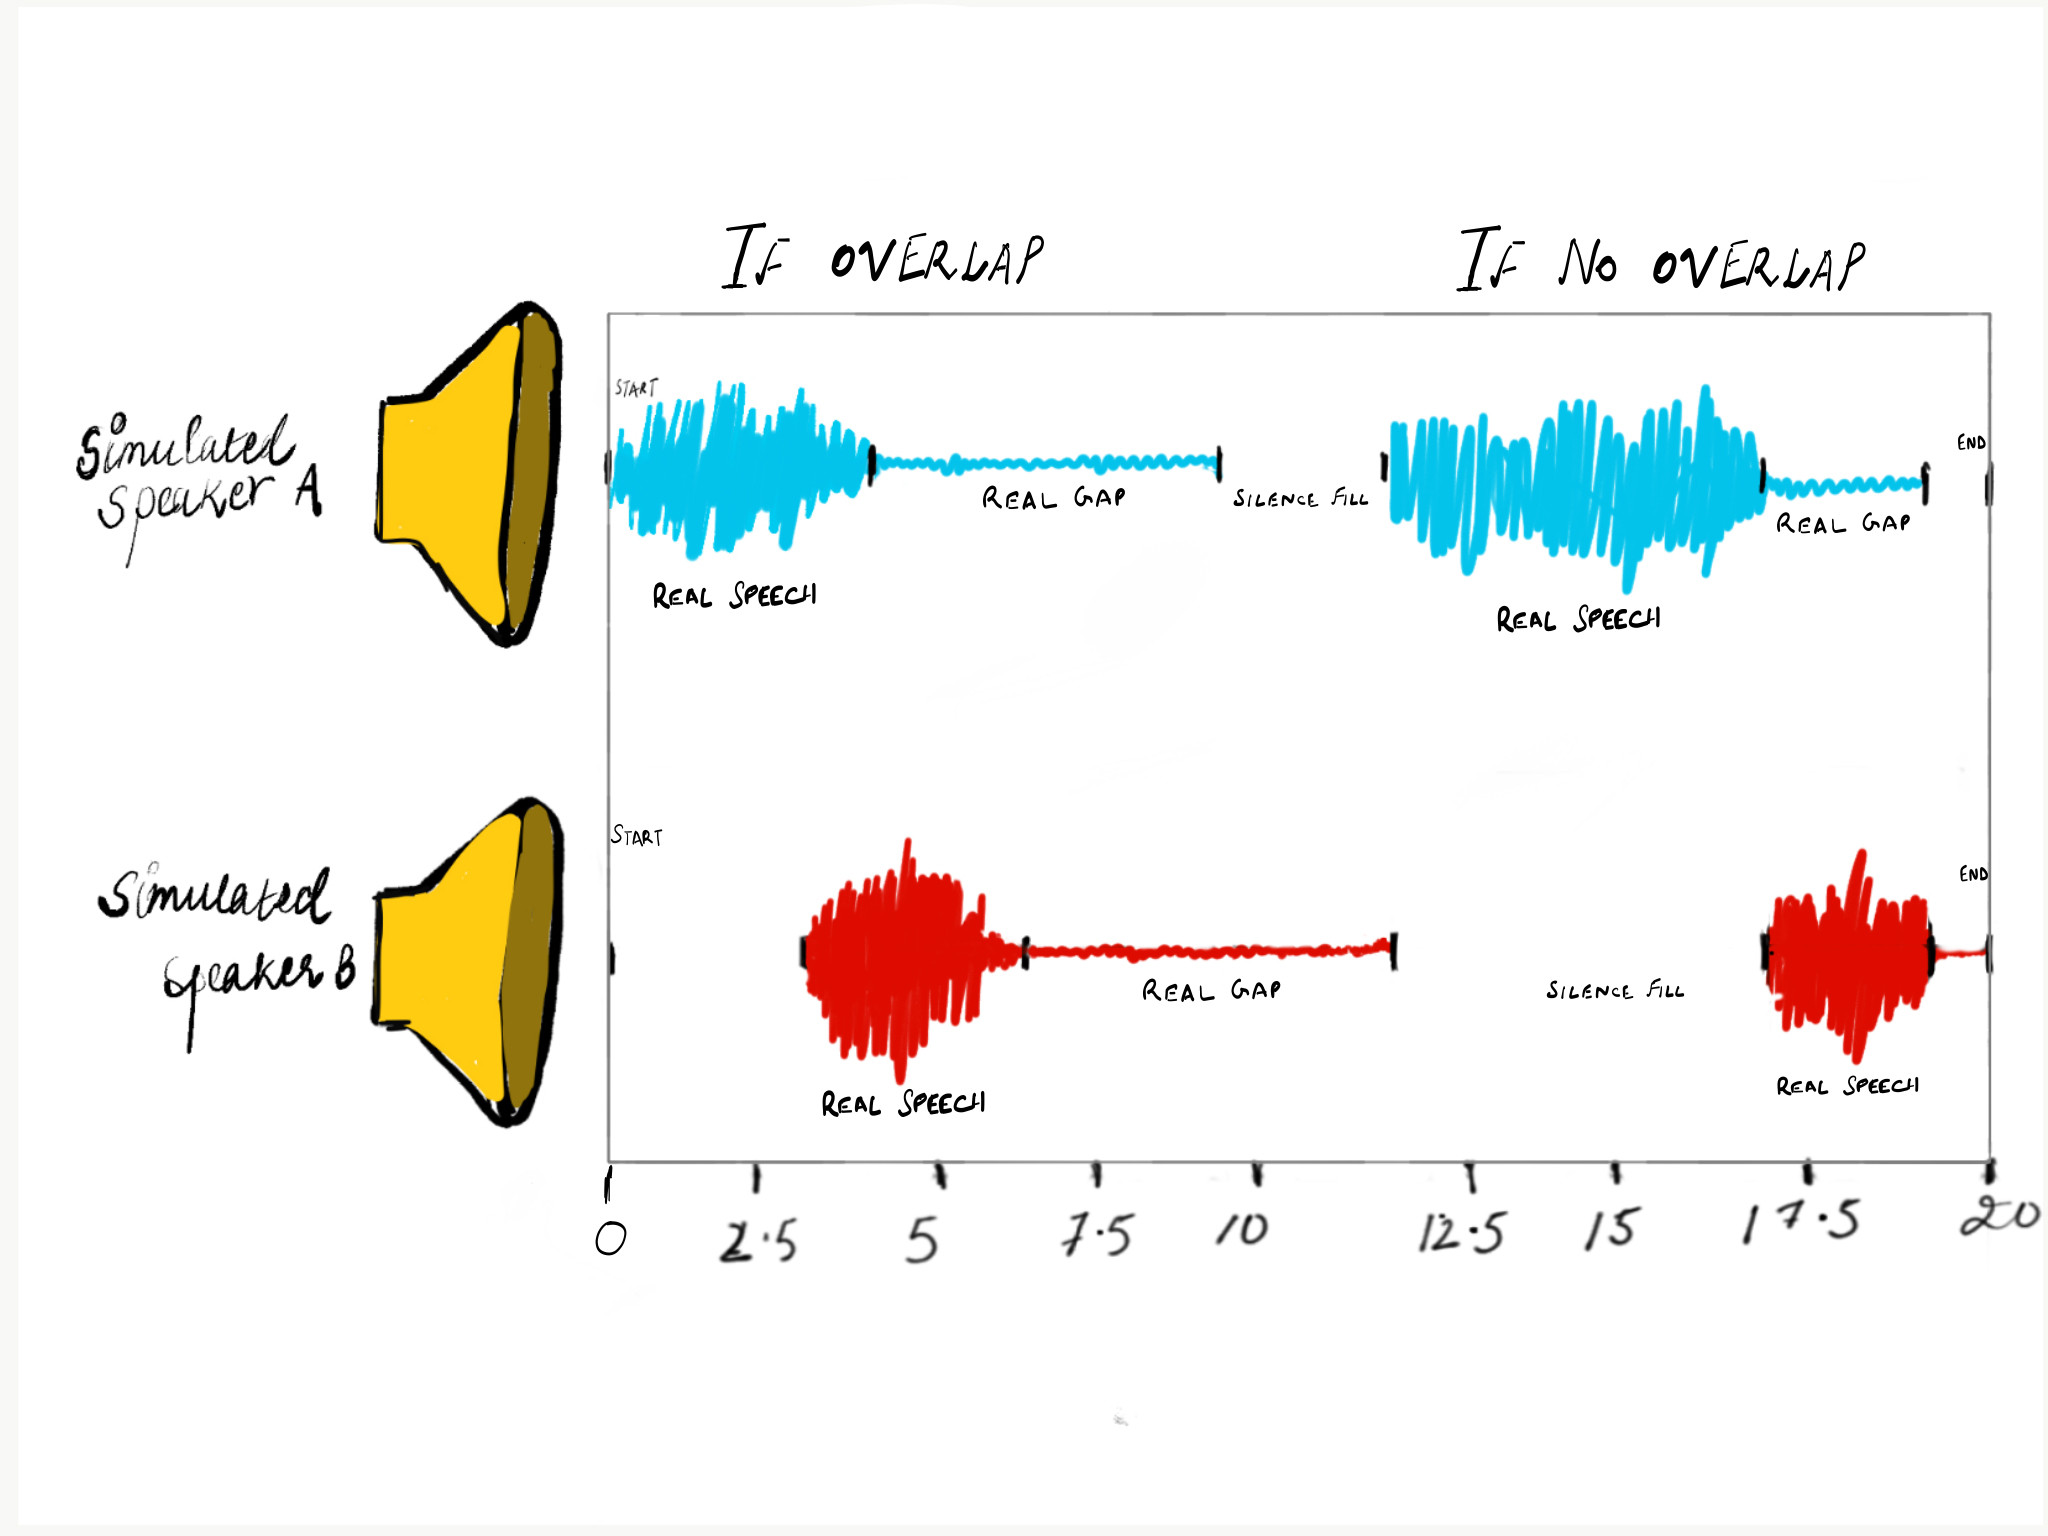 IF OVERLAP
IF NO OVERLAP
START
END
Simulated
speaker A
REAL GAP
SILENCE FILL
REAL GAP
REAL SPEECH
REAL SPEECH
START
END
Simulated
speaker B
REAL GAP
SILENCE FILL
REAL SPEECH
REAL SPEECH
0
2.5
5
7.5
10
12.5
15
17.5
20